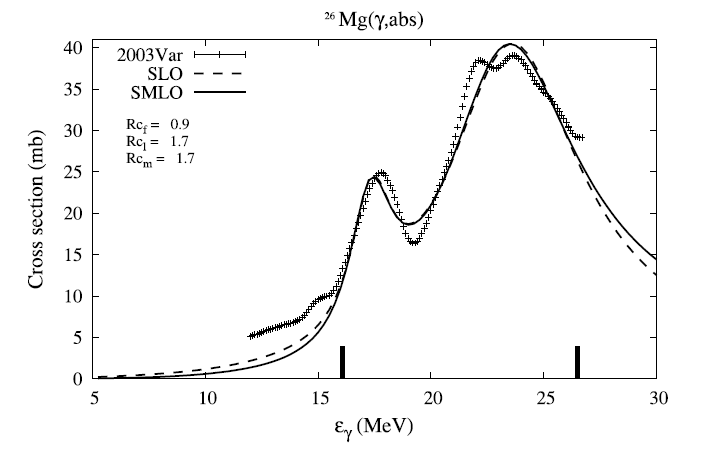 ²⁶Mg(γ,abs)
2003Var
SLO
SMLO
Rc_f = 0.9
Rc_l = 1.7
Rc_m = 1.7
Cross section (mb)
40
35
30
25
20
15
10
5
0
5 10 15 20 25 30
ε_γ (MeV)